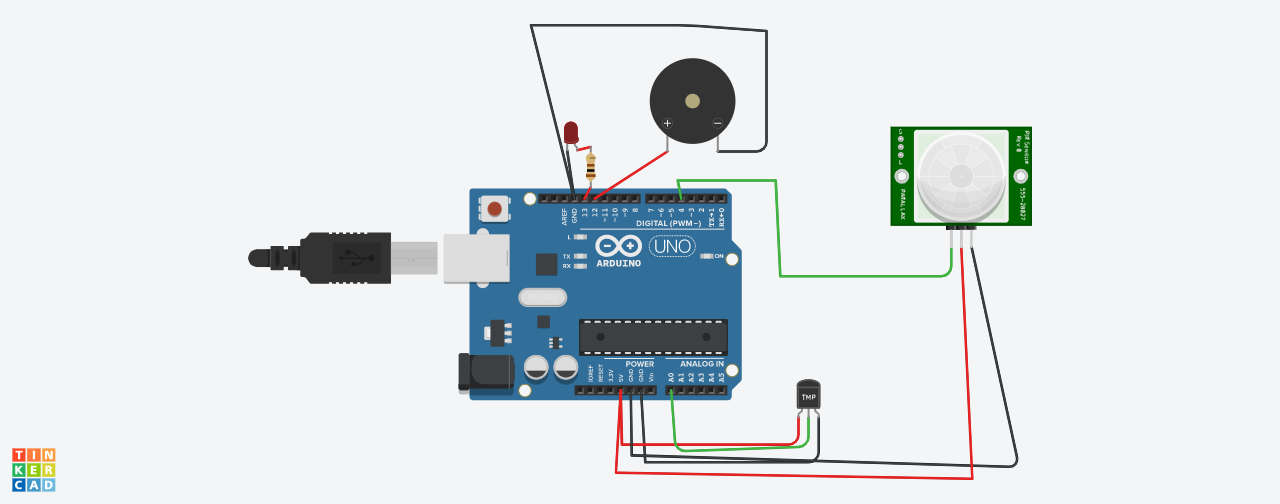 +
−
AREF
GND
13
12
~11
~10
~9
8
7
~6
~5
4
~3
2
TX→1
RX←0
DIGITAL (PWM~)
L
TX
RX
ARDUINO
UNO
ON
POWER
ANALOG IN
IOREF
RESET
3.3V
5V
GND
GND
Vin
A0
A1
A2
A3
A4
A5
TMP
PIR Sensor
Rev B
555-28027
PARALLAX
TIN
KER
CAD